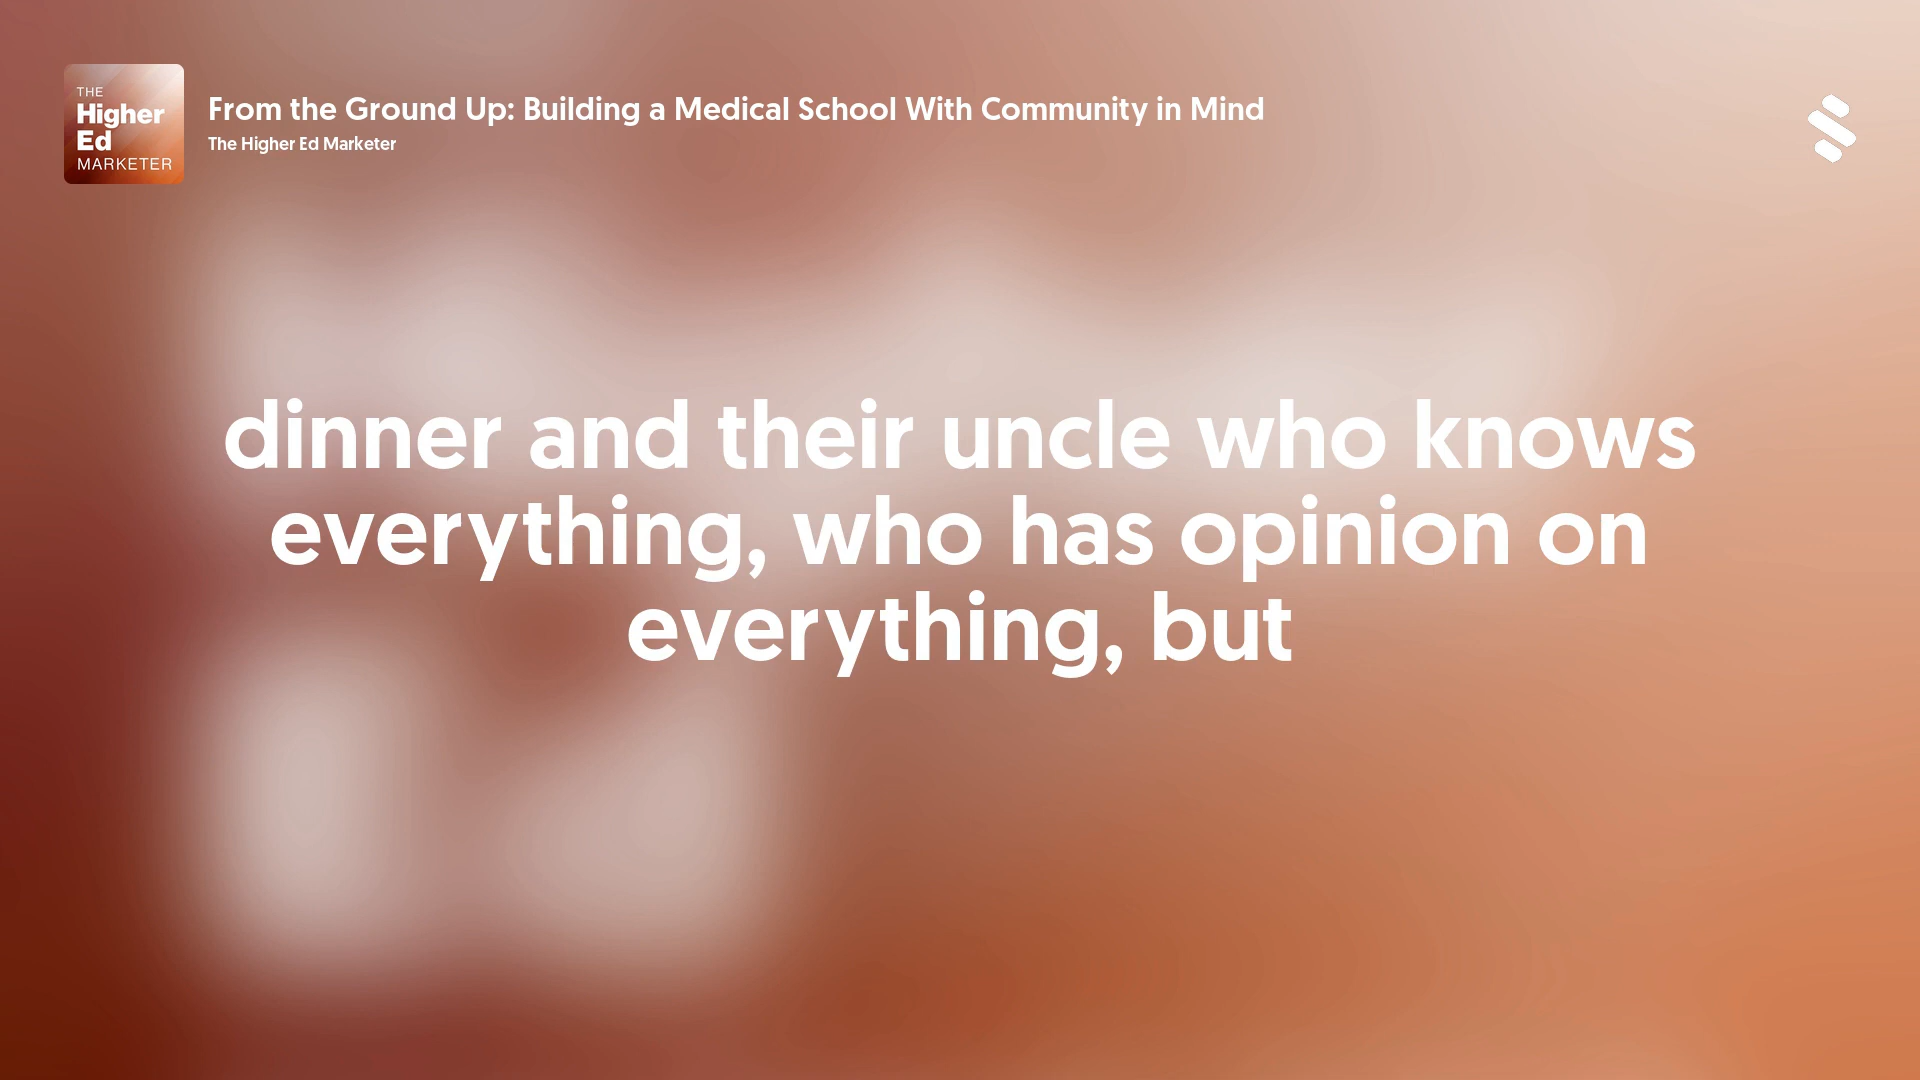 THE
Higher
Ed
MARKETER
From the Ground Up: Building a Medical School With Community in Mind
The Higher Ed Marketer
dinner and their uncle who knows
everything, who has opinion on
everything, but